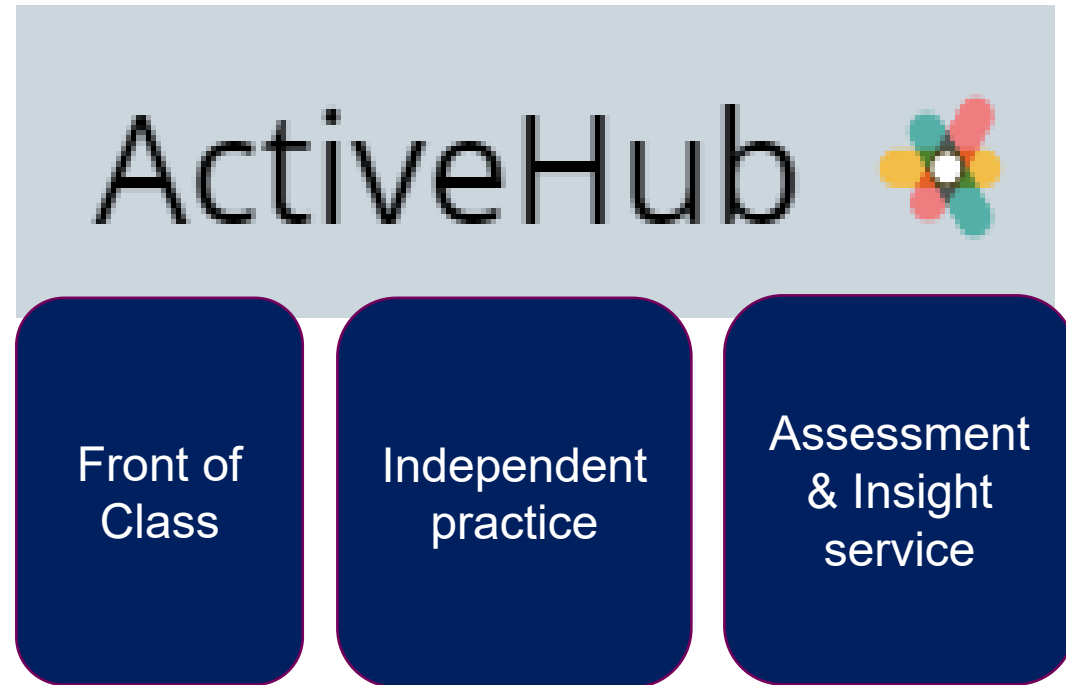 ActiveHub
Front of
Class
Independent
practice
Assessment
& Insight
service